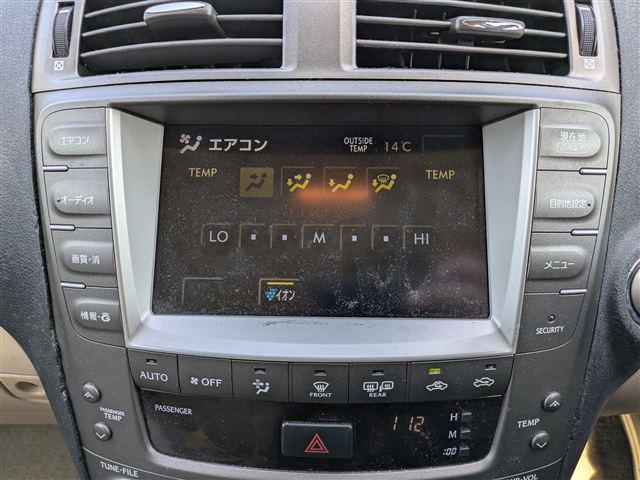 エアコン
オーディオ
画質・消
情報・G
エアコン
OUTSIDE TEMP 14℃
TEMP
TEMP
LO M HI
イオン
現在地
目的地設定
メニュー
SECURITY
AUTO
OFF
FRONT
REAR
PASSENGER TEMP
PASSENGER
112
H
M
:00
TEMP
TUNE・FILE